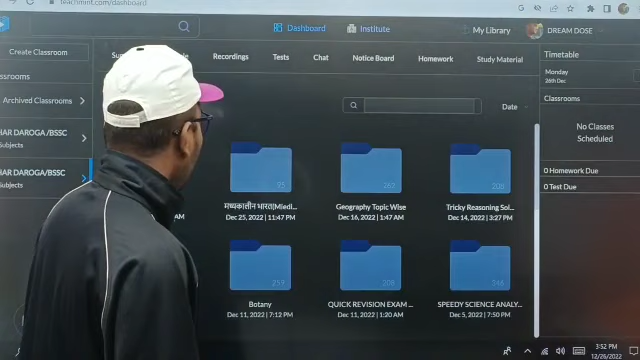 teachmint.com/dashboard
Dashboard
Institute
My Library
DREAM DOSE
Create Classroom
Timetable
Recordings
Tests
Chat
Notice Board
Homework
Study Material
Monday
26th Dec
Archived Classrooms
Date
Classrooms
No Classes
Scheduled
HAR DAROGA /BSSC
Subjects
HAR DAROGA/BSSC
Subjects
0 Homework Due
0 Test Due
मध्यकालीन भारत(Medi...
Geography Topic Wise
Tricky Reasoning Sol...
Dec 25, 2022 | 11:47 PM
Dec 16, 2022 | 1:47 AM
Dec 14, 2022 | 3:27 PM
259
208
246
Botany
QUICK REVISION EXAM ...
SPEEDY SCIENCE ANALY...
Dec 11, 2022 | 7:12 PM
Dec 11, 2022 | 1:20 AM
Dec 5, 2022 | 7:50 PM
3:52 PM
12/26/2022